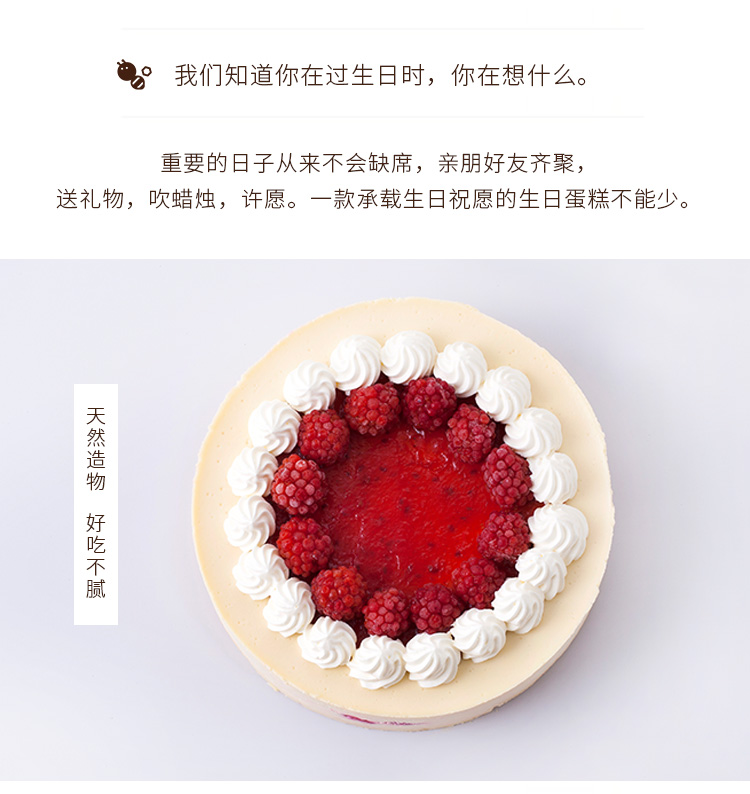 我们知道你在过生日时，你在想什么。
重要的日子从来不会缺席，亲朋好友齐聚，
送礼物，吹蜡烛，许愿。一款承载生日祝愿的生日蛋糕不能少。
天然造物 好吃不腻